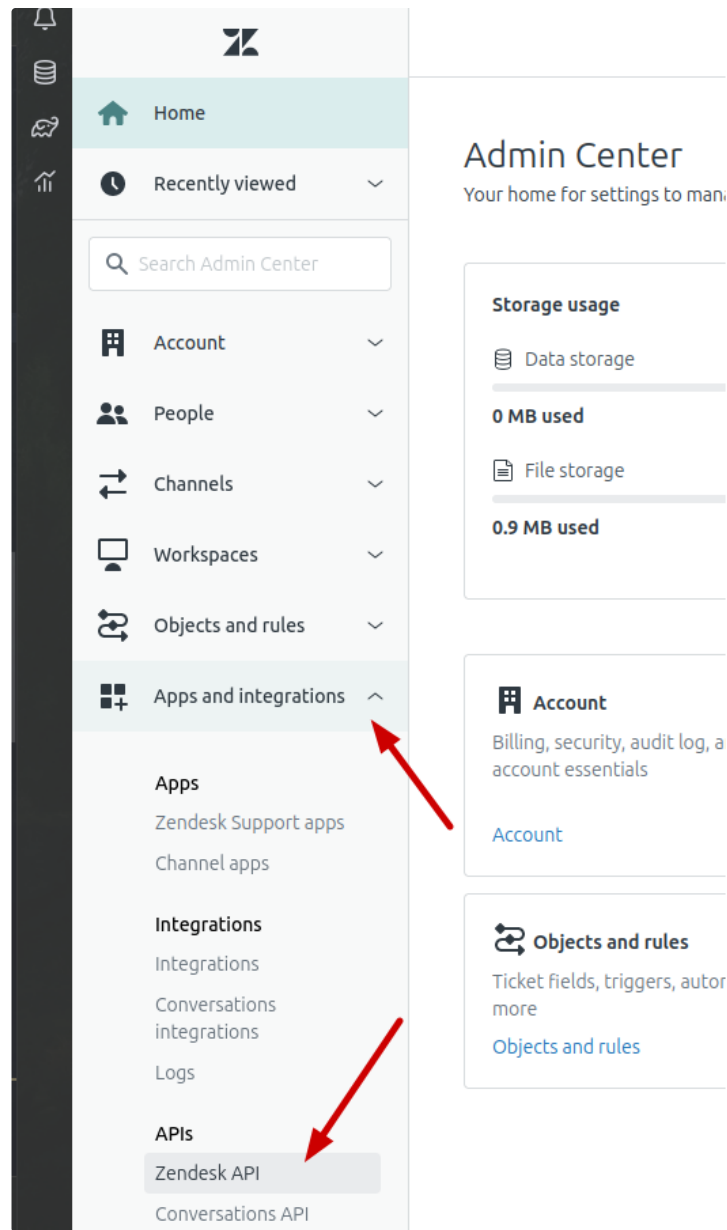 Home
Recently viewed
Search Admin Center
Account
People
Channels
Workspaces
Objects and rules
Apps and integrations
Apps
Zendesk Support apps
Channel apps
Integrations
Integrations
Conversations
integrations
Logs
APIs
Zendesk API
Conversations API
Admin Center
Your home for settings to mana
Storage usage
Data storage
0 MB used
File storage
0.9 MB used
Account
Billing, security, audit log, a
account essentials
Account
Objects and rules
Ticket fields, triggers, autor
more
Objects and rules